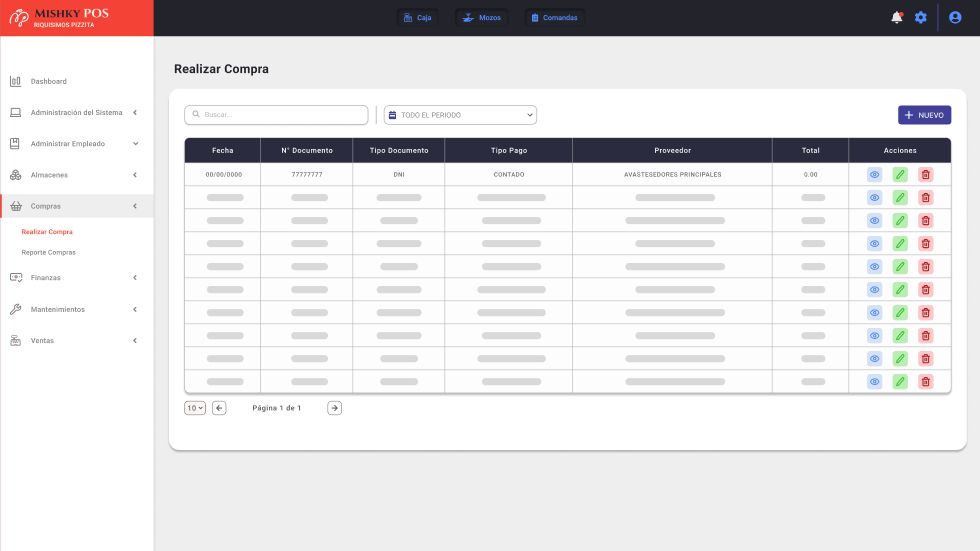 MISHKY POS
RIQUISIMOS PIZZITA
Caja
Mozos
Comandas
Dashboard
Administración del Sistema
Administrar Empleado
Almacenes
Compras
Realizar Compra
Reporte Compras
Finanzas
Mantenimientos
Ventas
Realizar Compra
Buscar...
TODO EL PERIODO
NUEVO
Fecha N° Documento Tipo Documento Tipo Pago Proveedor Total Acciones
00/00/0000 77777777 DNI CONTADO AVASTESEDORES PRINCIPALES 0.00
10 Página 1 de 1